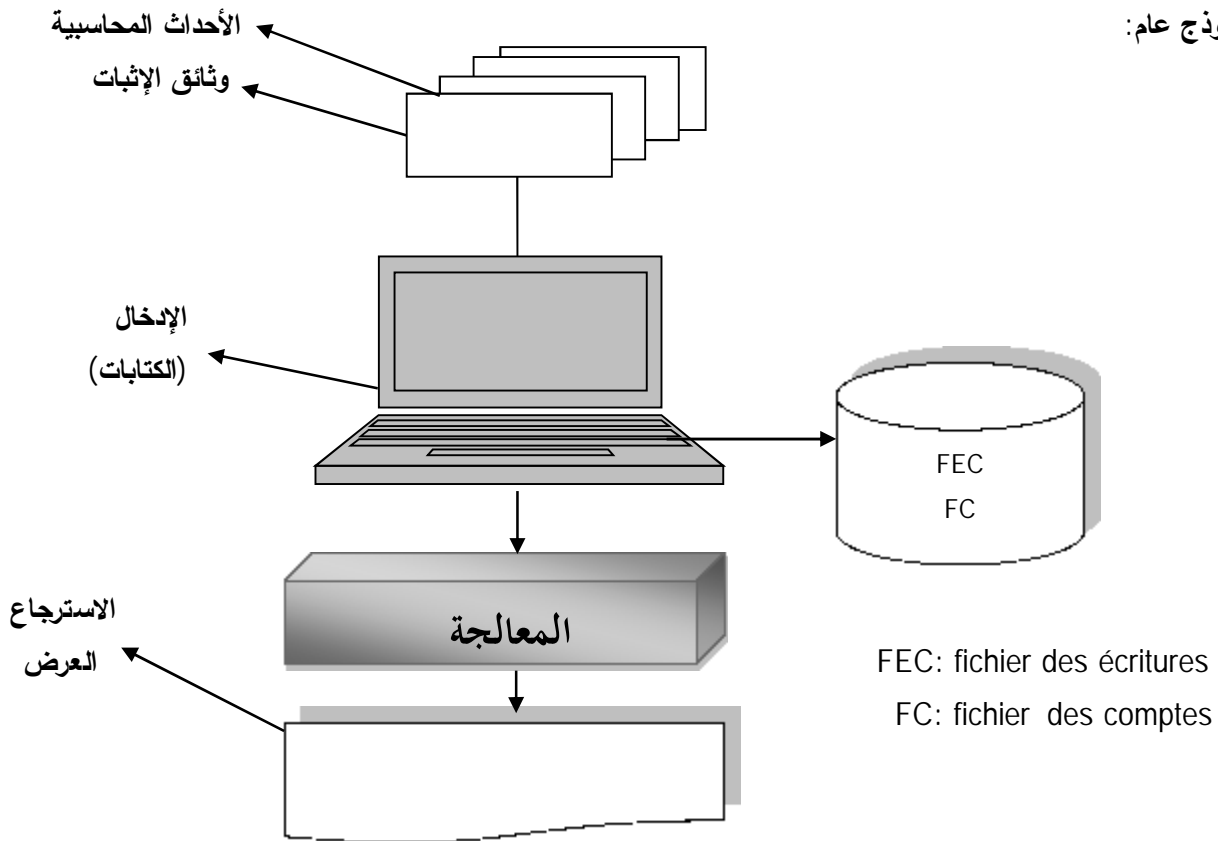 عام:
الأحداث المحاسبية
وثائق الإثبات
الإدخال
(الكتابات)
FEC
FC
المعالجة
الاسترجاع
العرض
FEC: fichier des écritures
FC: fichier des comptes